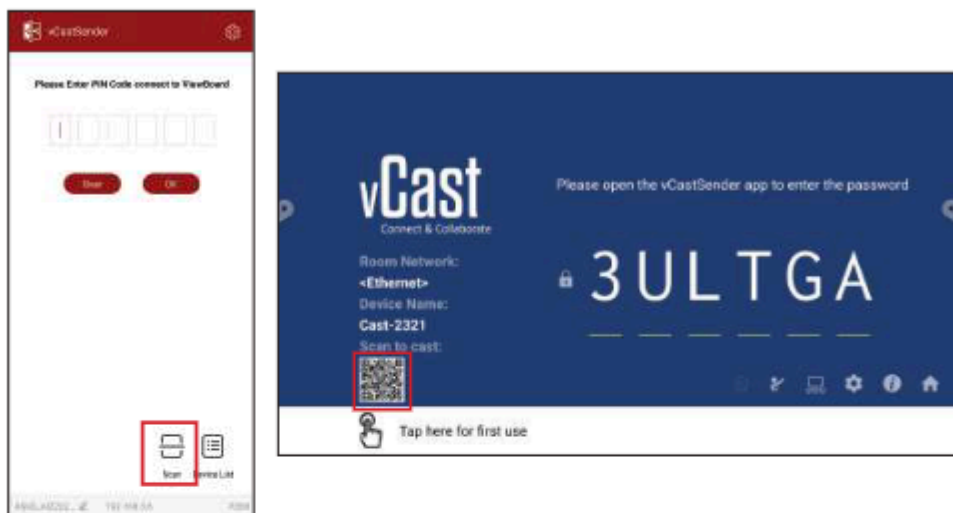 vCastSender
Please Enter PIN Code connect to ViewBoard
Clear
OK
Scan
Device List
vCast
Connect & Collaborate
Room Network:
<Ethernet>
Device Name:
Cast-2321
Scan to cast:
Please open the vCastSender app to enter the password
3ULTGA
Tap here for first use